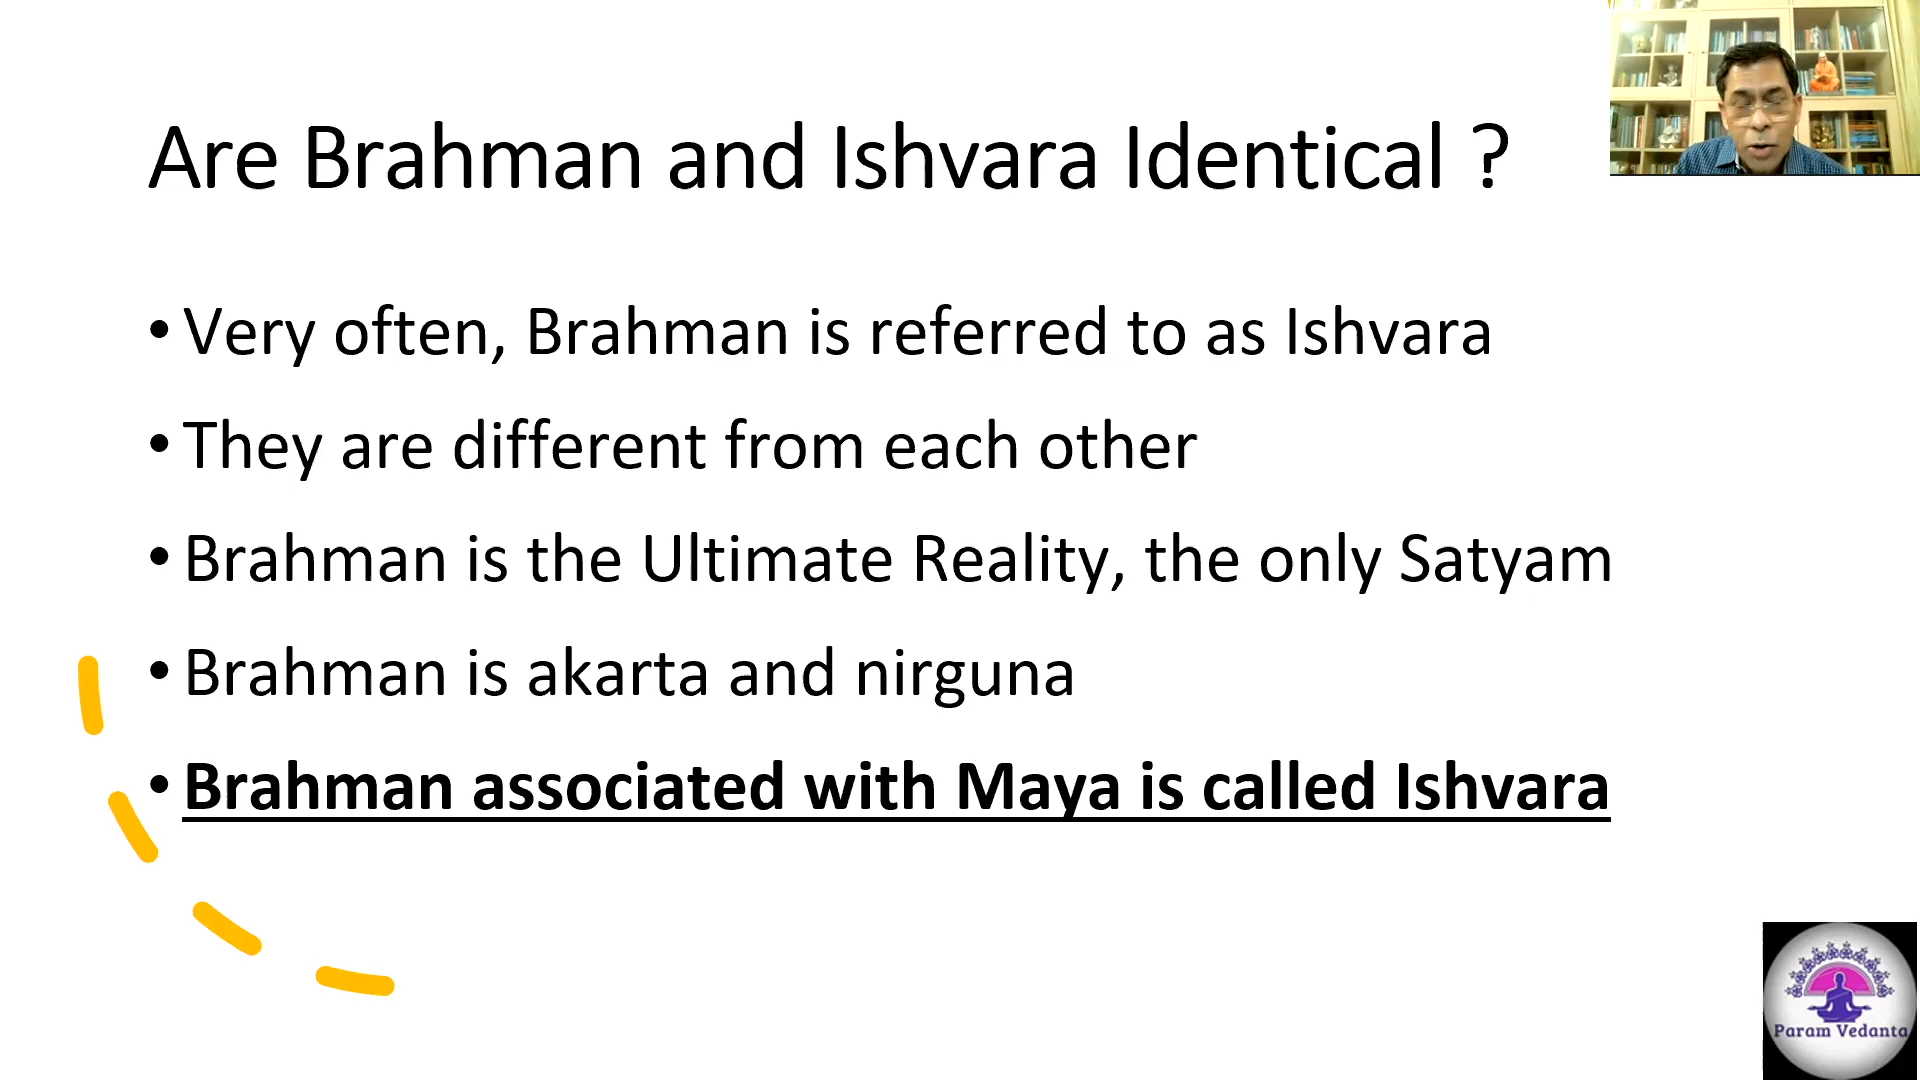 Are Brahman and Ishvara Identical ?
• Very often, Brahman is referred to as Ishvara
• They are different from each other
• Brahman is the Ultimate Reality, the only Satyam
• Brahman is akarta and nirguna
• Brahman associated with Maya is called Ishvara
Param Vedanta